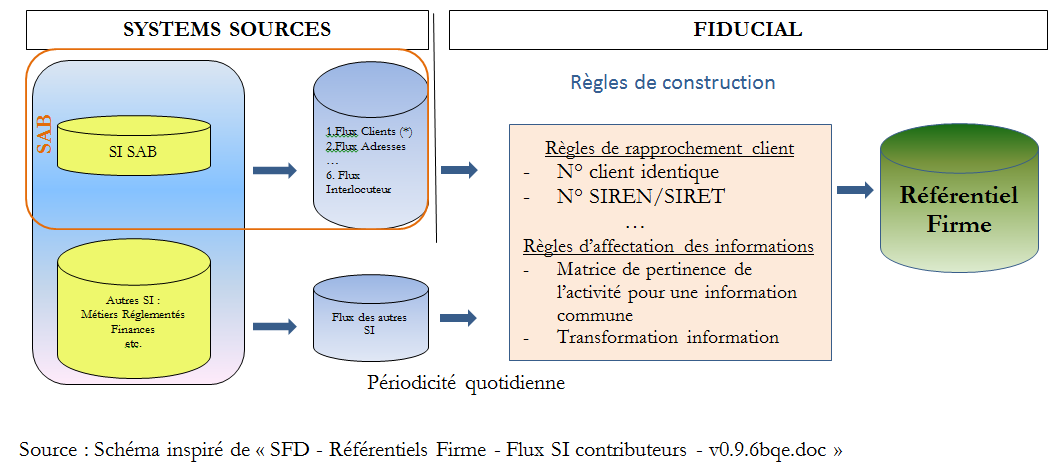 SYSTEMS SOURCES
FIDUCIAL
SAB
SI SAB
1.Flux Clients (*)
2.Flux Adresses
...
6. Flux
Interlocuteur
Autres SI :
Métiers Réglementés
Finances
etc.
Flux des autres
SI
Périodicité quotidienne
Règles de construction
Règles de rapprochement client
- N° client identique
- N° SIREN/SIRET
...
Règles d'affectation des informations
- Matrice de pertinence de
l'activité pour une information
commune
- Transformation information
Référentiel
Firme
Source : Schéma inspiré de « SFD - Référentiels Firme - Flux SI contributeurs - v0.9.6bqe.doc »